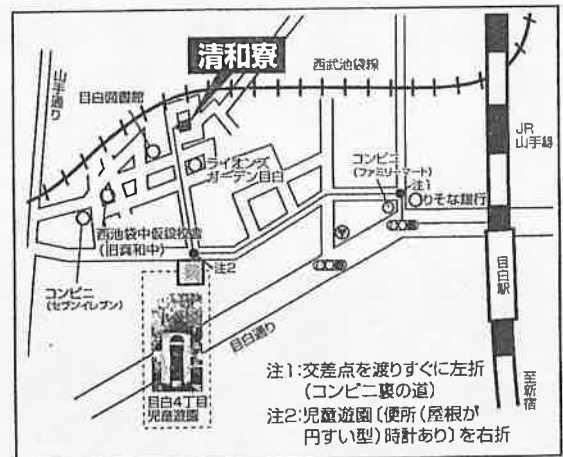 清和寮
西武池袋線
山手通り
目白図書館
JR
山手線
コンビニ
(ファミリーマート)
注1
りそな銀行
ライオンズ
ガーデン目白
西池袋中仮設校舎
(旧真和中)
注2
コンビニ
(セブンイレブン)
目白駅
目白通り
目白4丁目
児童遊園
至新宿
注1:交差点を渡りすぐに左折
(コンビニ裏の道)
注2:児童遊園〔便所(屋根が
円すい型)時計あり〕を右折